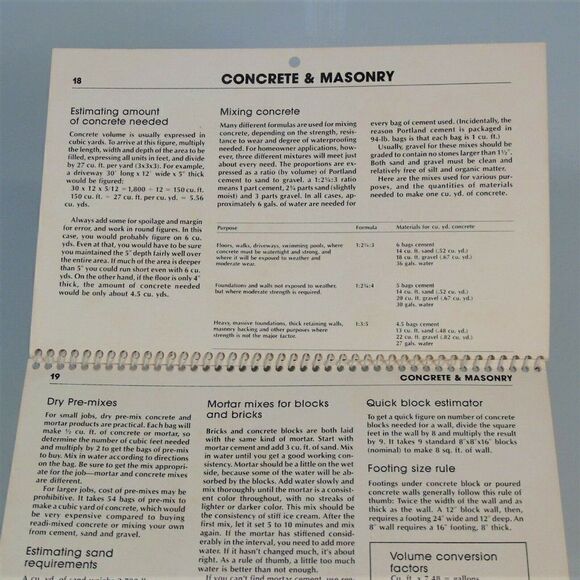 18
CONCRETE & MASONRY
Estimating amount
of concrete needed
Concrete volume is usually expressed in
cubic yards. To arrive at this figure, multiply
the length, width and depth of the area to be
filled, expressing all units in feet, and divide
by 27 cu. ft. per yard (3x3x3). For example,
a driveway 30' long x 12' wide x 5" thick
would be figured:
30 x 12 x 5/12 = 1,800 ÷ 12 = 150 cu. ft.
150 cu. ft. ÷ 27 cu. ft. per cu. yd. = 5.56
cu. yds.
Always add some for spoilage and margin
for error, and work in round figures. In this
case, you would probably figure on 6 cu.
yds. Even at that, you would have to be sure
you maintained the 5" depth fairly well over
the entire area. If much of the area is deeper
than 5" you could run short even with 6 cu.
yds. On the other hand, if the floor is only 4"
thick, the amount of concrete needed
would be only about 4.5 cu. yds.
Mixing concrete
Many different formulas are used for mixing
concrete, depending on the strength, resis-
tance to wear and degree of waterproofing
needed. For homeowner applications, how-
ever, three different mixtures will meet just
about every need. The proportions are ex-
pressed as a ratio (by volume) of Portland
cement to sand to gravel. a 1:2¼:3 ratio
means 1 part cement, 2¼ parts sand (slightly
moist) and 3 parts gravel. In all cases, ap-
proximately 6 gals. of water are needed for
every bag of cement used. (Incidentally, the
reason Portland cement is packaged in
94-lb. bags is that each bag is 1 cu. ft.)
Usually, gravel for these mixes should be
graded to contain no stones larger than 1½".
Both sand and gravel must be clean and
relatively free of silt and organic matter.
Here are the mixes used for various pur-
poses, and the quantities of materials
needed to make one cu. yd. of concrete.
Purpose Formula Materials for cu. yd. concrete
Floors, walks, driveways, swimming pools, where 1:2¼:3 6 bags cement
concrete must be watertight and strong, and 14 cu. ft. sand (.52 cu. yd.)
where it will be exposed to weather and 18 cu. ft. gravel (.67 cu. yd.)
moderate wear. 36 gals. water
Foundations and walls not exposed to weather, 1:2¾:4 5 bags cement
but where moderate strength is required. 14 cu. ft. sand (.52 cu. yd.)
20 cu. ft. gravel (.67 cu. yd.)
30 gal. water
Heavy, massive foundations, thick retaining walls, 1:3:5 4.5 bags cement
masonry backing and other purposes where 13 cu. ft. sand (.48 cu. yd.)
strength is not the major factor. 22 cu. ft. gravel (.82 cu. yd.)
27 gals. water
19
CONCRETE & MASONRY
Dry Pre-mixes
For small jobs, dry pre-mix concrete and
mortar products are practical. Each bag will
make ½ cu. ft. of concrete or mortar, so
determine the number of cubic feet needed
and multiply by 2 to get the bags of pre-mix
to buy. Mix in water according to directions
on the bag. Be sure to get the mix appropri-
ate for the job—mortar and concrete mixes
are different.
For larger jobs, cost of pre-mixes may be
prohibitive. It takes 54 bags of pre-mix to
make a cubic yard of concrete, which would
be very expensive compared to buying
readi-mixed concrete or mixing your own
from cement, sand and gravel.
Estimating sand
requirements
Mortar mixes for blocks
and bricks
Bricks and concrete blocks are both laid
with the same kind of mortar. Start with
mortar cement and add 3 cu. ft. of sand. Mix
in water until you get a good working con-
sistency. Mortar should be a little on the wet
side, because some of the water will be ab-
sorbed by the blocks. Add water slowly and
mix thoroughly until the mortar is a consist-
ent color throughout, with no streaks of
lighter or darker color. This mix should be
the consistency of stiff ice cream. After the
first mix, let it set 5 to 10 minutes and mix
again. If the mortar has stiffened consid-
erably in the interval, you need to add more
water. If it hasn't changed much, it's about
right. As a rule of thumb, a little too much
water is better than not enough.
If you can't find mortar cement, use reg-
Quick block estimator
To get a quick figure on number of concrete
blocks needed for a wall, divide the square
feet in the wall by 8 and multiply the result
by 9. It takes 9 standard 8"x8"x16" blocks
(nominal) to make 8 sq. ft. of wall.
Footing size rule
Footings under concrete block or poured
concrete walls generally follow this rule of
thumb: Twice the width of the wall and as
thick as the wall. A 12" block wall, then,
requires a footing 24" wide and 12" deep. An
8" wall requires a 16" footing, 8" thick.
Volume conversion
factors
Cu. ft. x 7.48 = gallons